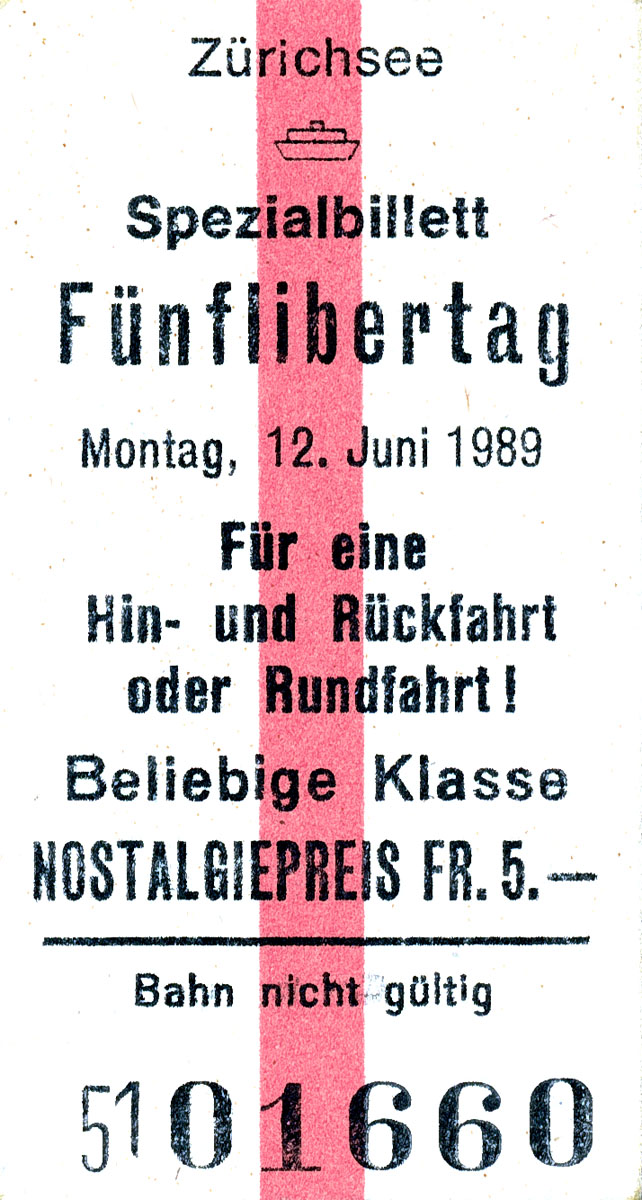 Zürichsee
Spezialbillett
Fünflibertag
Montag, 12. Juni 1989
Für eine
Hin- und Rückfahrt
oder Rundfahrt!
Beliebige Klasse
NOSTALGIEPREIS FR. 5.—
Bahn nicht gültig
51 01660